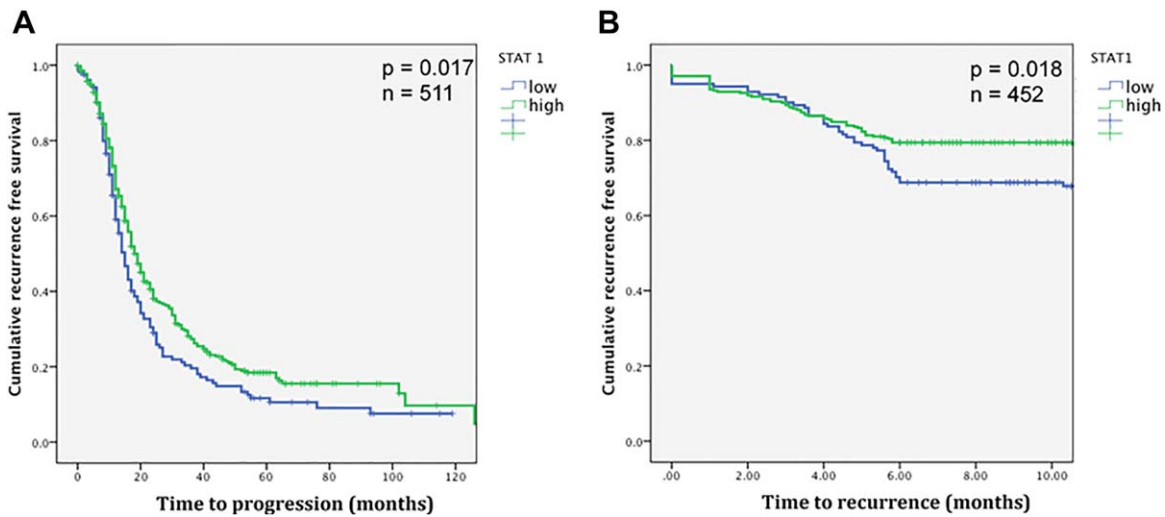 A
Cumulative recurrence free survival
1.0
0.8
0.6
0.4
0.2
0.0
p = 0.017
n = 511
STAT 1
low
high
0 20 40 60 80 100 120
Time to progression (months)
B
Cumulative recurrence free survival
1.0
0.8
0.6
0.4
0.2
0.0
p = 0.018
n = 452
STAT1
low
high
.00 2.00 4.00 6.00 8.00 10.00
Time to recurrence (months)